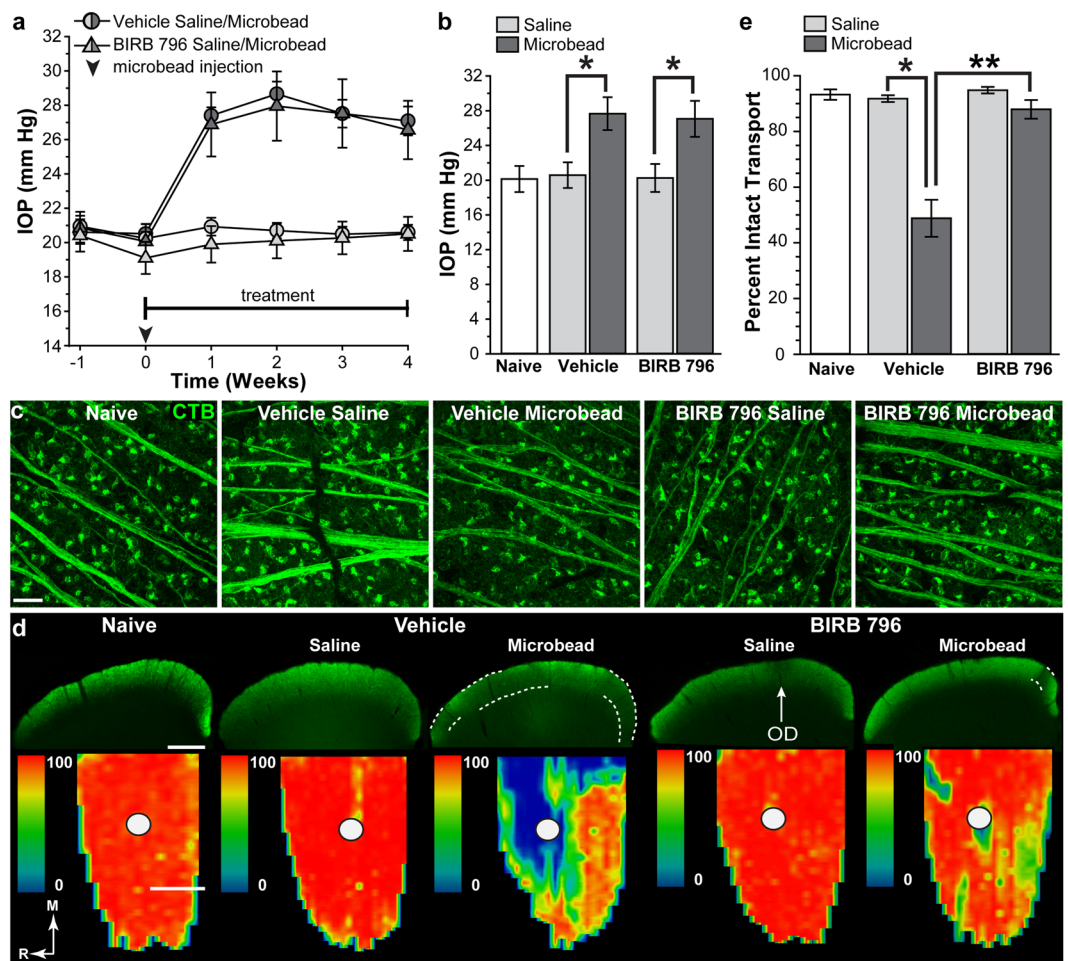 a
Vehicle Saline/Microbead
BIRB 796 Saline/Microbead
microbead injection
IOP (mm Hg)
32
30
28
26
24
22
20
18
16
14
treatment
-1 0 1 2 3 4
Time (Weeks)
b
Saline
Microbead
* *
IOP (mm Hg)
32
28
24
20
16
12
8
4
0
Naive Vehicle BIRB 796
e
Saline
Microbead
* **
Percent Intact Transport
100
80
60
40
20
0
Naive Vehicle BIRB 796
c
Naive CTB
Vehicle Saline
Vehicle Microbead
BIRB 796 Saline
BIRB 796 Microbead
d
Naive Vehicle BIRB 796
Saline Microbead Saline Microbead
OD
100 100 100 100 100
0 0 0 0 0
M
R